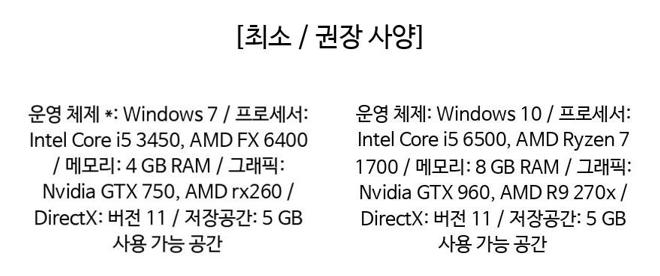 [최소 / 권장 사양]
운영 체제 *: Windows 7 / 프로세서:
Intel Core i5 3450, AMD FX 6400
/ 메모리: 4 GB RAM / 그래픽:
Nvidia GTX 750, AMD rx260 /
DirectX: 버전 11 / 저장공간: 5 GB
사용 가능 공간
운영 체제: Windows 10 / 프로세서:
Intel Core i5 6500, AMD Ryzen 7
1700 / 메모리: 8 GB RAM / 그래픽:
Nvidia GTX 960, AMD R9 270x /
DirectX: 버전 11 / 저장공간: 5 GB
사용 가능 공간